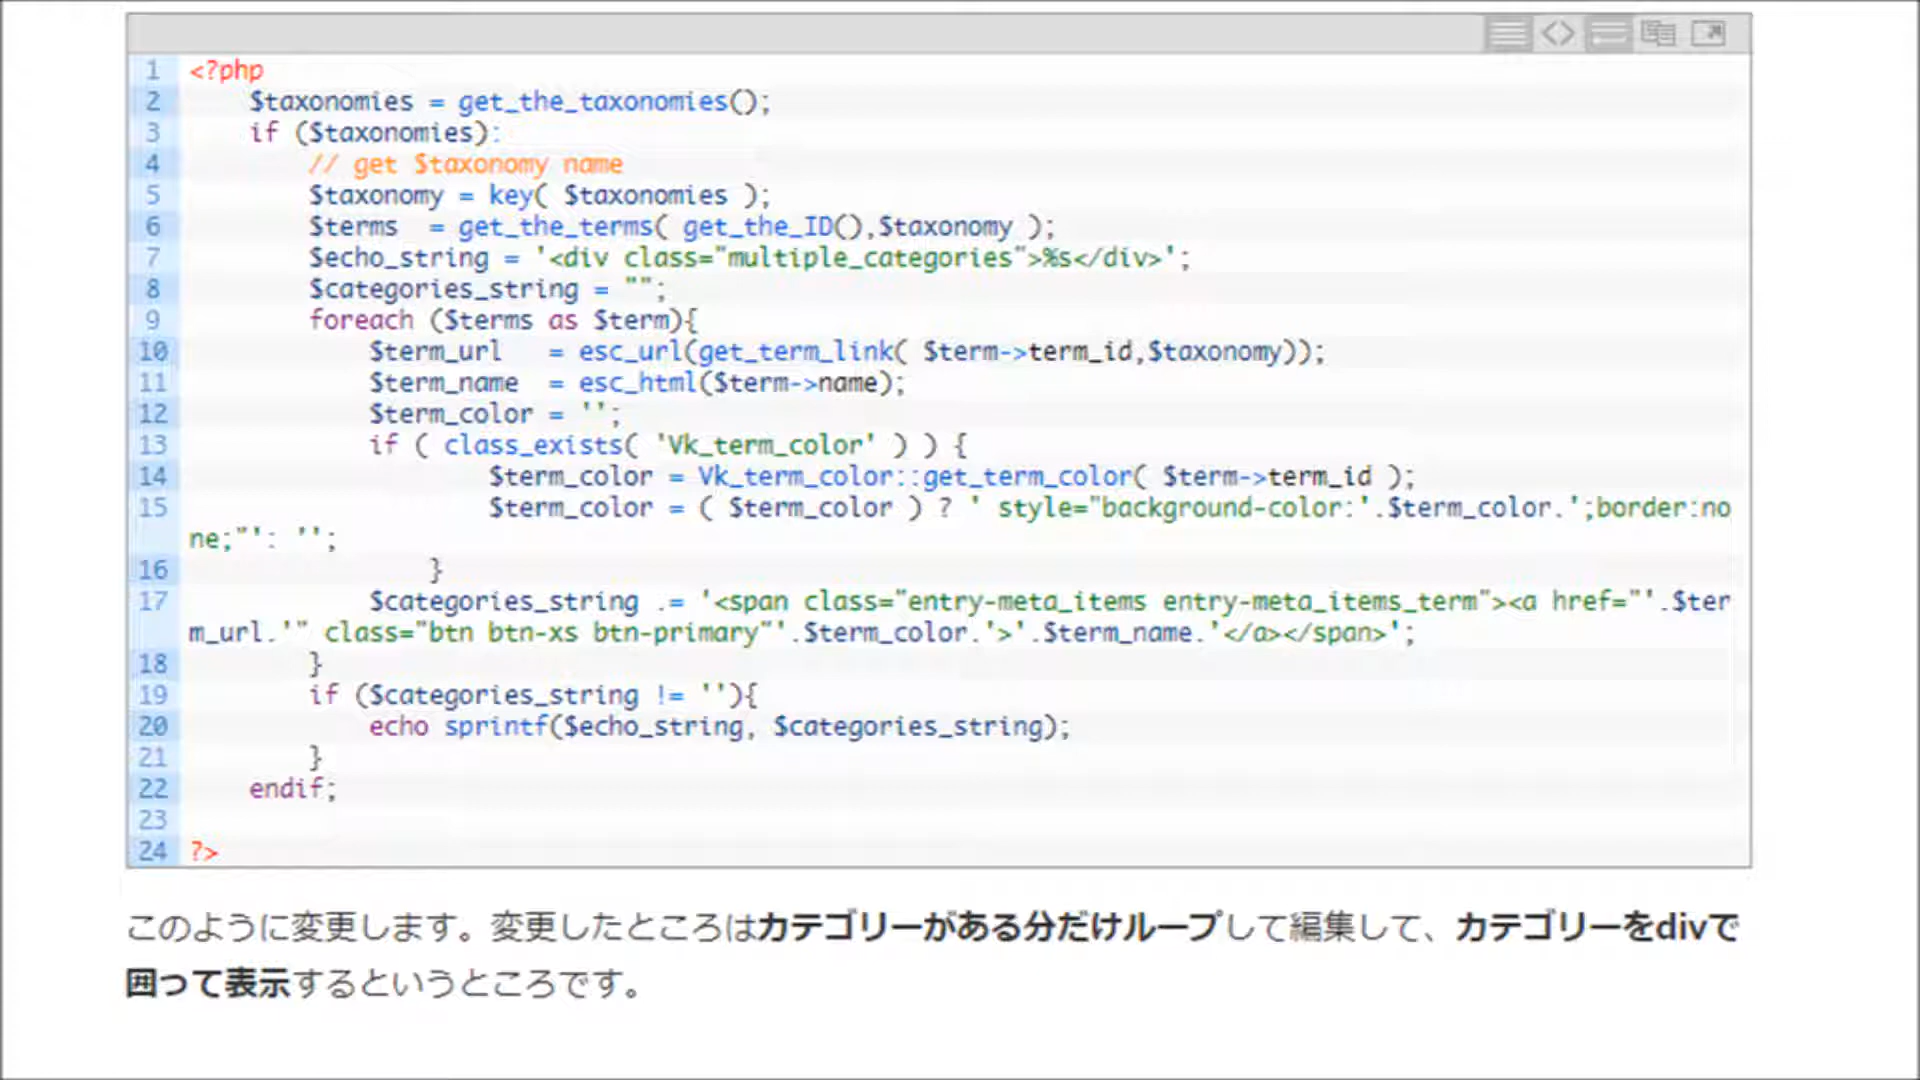 1 <?php
2     $taxonomies = get_the_taxonomies();
3     if ($taxonomies):
4         // get $taxonomy name
5         $taxonomy = key( $taxonomies );
6         $terms  = get_the_terms( get_the_ID(),$taxonomy );
7         $echo_string = '<div class="multiple_categories">%s</div>';
8         $categories_string = "";
9         foreach ($terms as $term){
10             $term_url   = esc_url(get_term_link( $term->term_id,$taxonomy));
11             $term_name  = esc_html($term->name);
12             $term_color = '';
13             if ( class_exists( 'Vk_term_color' ) ) {
14                     $term_color = Vk_term_color::get_term_color( $term->term_id );
15                     $term_color = ( $term_color ) ? ' style="background-color:'.$term_color.';border:no
ne;"': '';
16                 }
17             $categories_string .= '<span class="entry-meta_items entry-meta_items_term"><a href="'.$ter
m_url.'" class="btn btn-xs btn-primary"'.$term_color.'>'.$term_name.'</a></span>';
18         }
19         if ($categories_string != ''){
20             echo sprintf($echo_string, $categories_string);
21         }
22     endif;
23
24 ?>
このように変更します。変更したところはカテゴリーがある分だけループして編集して、カテゴリーをdivで
囲って表示するというところです。